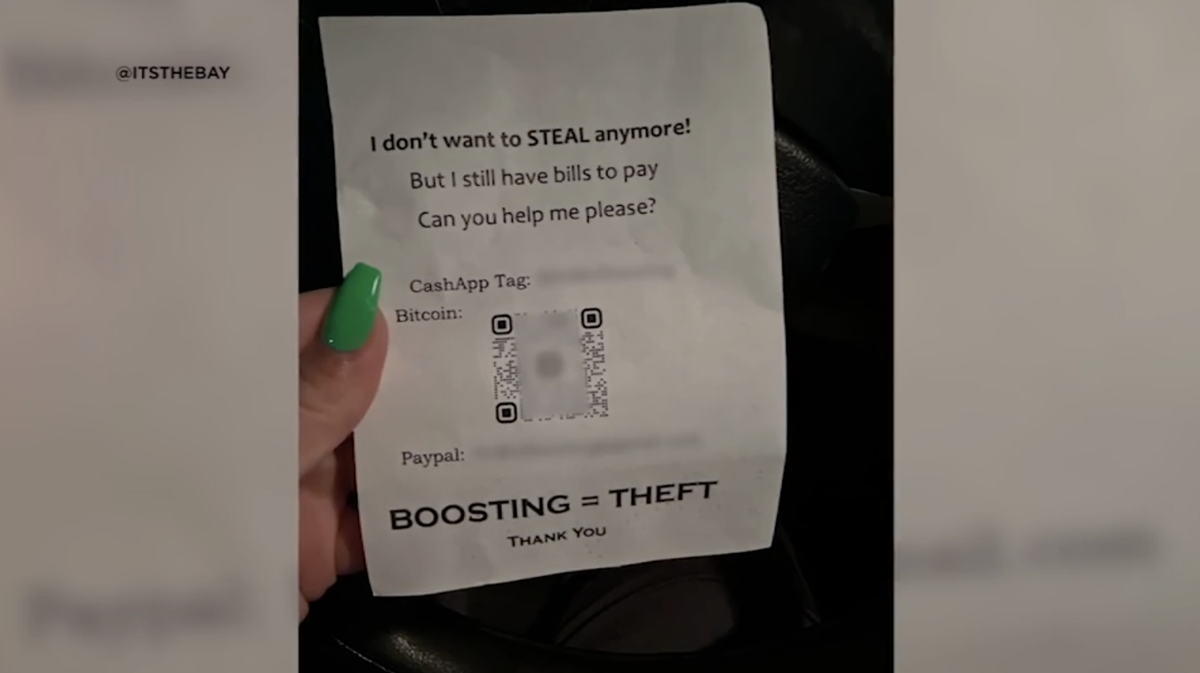 @ITSTHEBAY
I don't want to STEAL anymore!
But I still have bills to pay
Can you help me please?
CashApp Tag:
Bitcoin:
Paypal:
BOOSTING = THEFT
THANK YOU